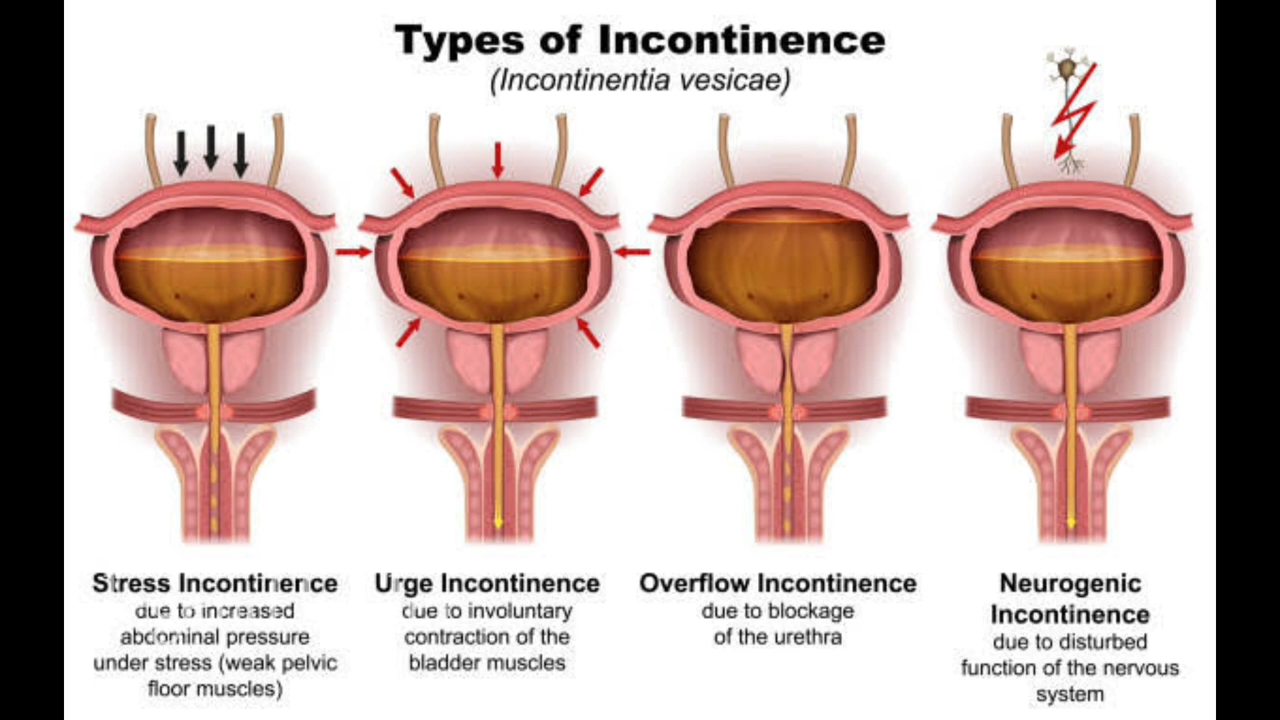 Types of Incontinence
(Incontinentia vesicae)
Stress Incontinence
due to increased
abdominal pressure
under stress (weak pelvic
floor muscles)
Urge Incontinence
due to involuntary
contraction of the
bladder muscles
Overflow Incontinence
due to blockage
of the urethra
Neurogenic
Incontinence
due to disturbed
function of the nervous
system